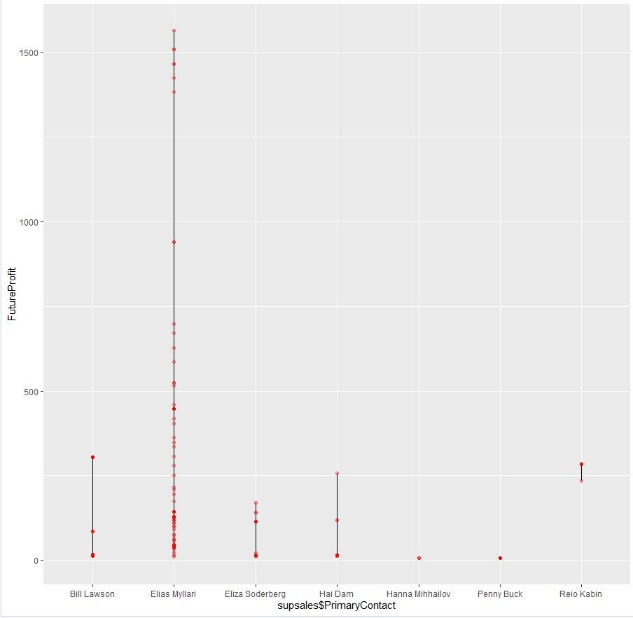 1500
1000
500
0
FutureProfit
Bill Lawson
Elias Myllari
Eliza Soderberg
Hai Dam
Hanna Mihhailov
Penny Buck
Reio Kabin
supsales$PrimaryContact